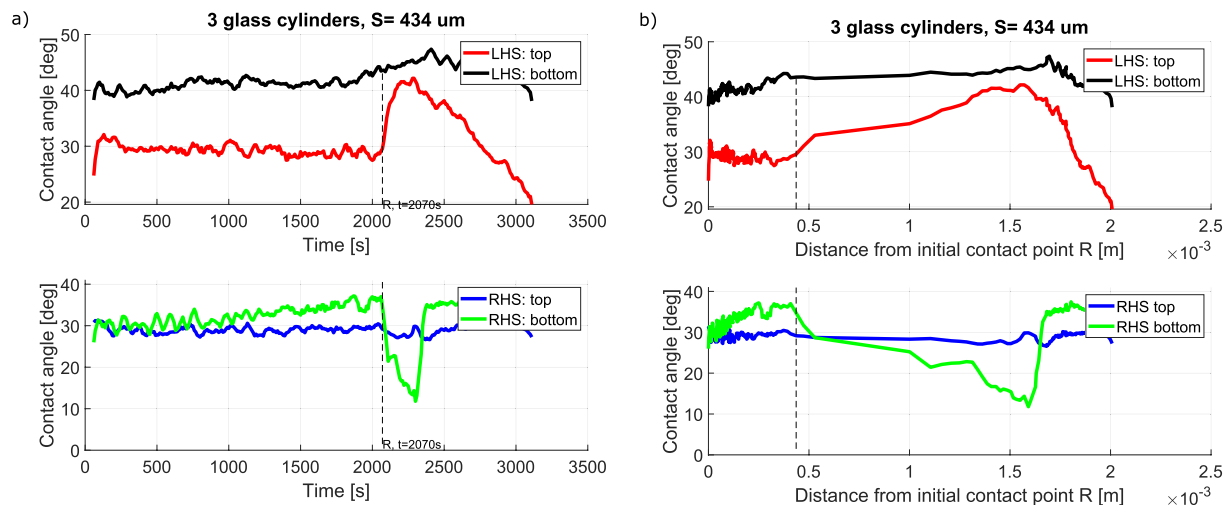 a)
3 glass cylinders, S= 434 um
Contact angle [deg]
50
40
30
20
LHS: top
LHS: bottom
R, t=2070s
0 500 1000 1500 2000 2500 3000 3500
Time [s]
Contact angle [deg]
40
30
20
10
0
RHS: top
RHS: bottom
R, t=2070s
0 500 1000 1500 2000 2500 3000 3500
Time [s]
b)
3 glass cylinders, S= 434 um
Contact angle [deg]
50
40
30
20
LHS: top
LHS: bottom
0 0.5 1 1.5 2 2.5
Distance from initial contact point R [m]
×10⁻³
Contact angle [deg]
40
30
20
10
0
RHS top
RHS bottom
0 0.5 1 1.5 2 2.5
Distance from initial contact point R [m]
×10⁻³